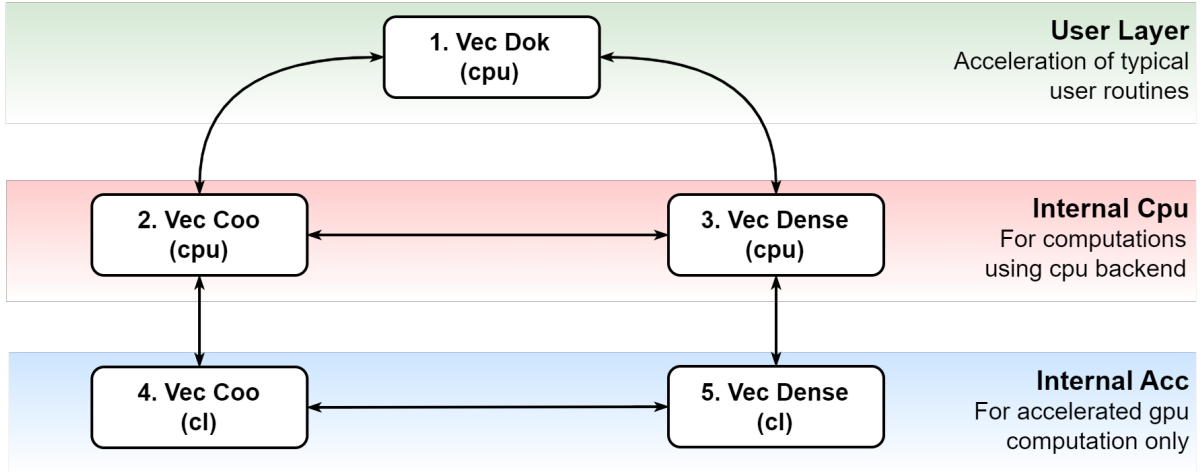 1. Vec Dok
(cpu)
User Layer
Acceleration of typical
user routines
2. Vec Coo
(cpu)
3. Vec Dense
(cpu)
Internal Cpu
For computations
using cpu backend
4. Vec Coo
(cl)
5. Vec Dense
(cl)
Internal Acc
For accelerated gpu
computation only